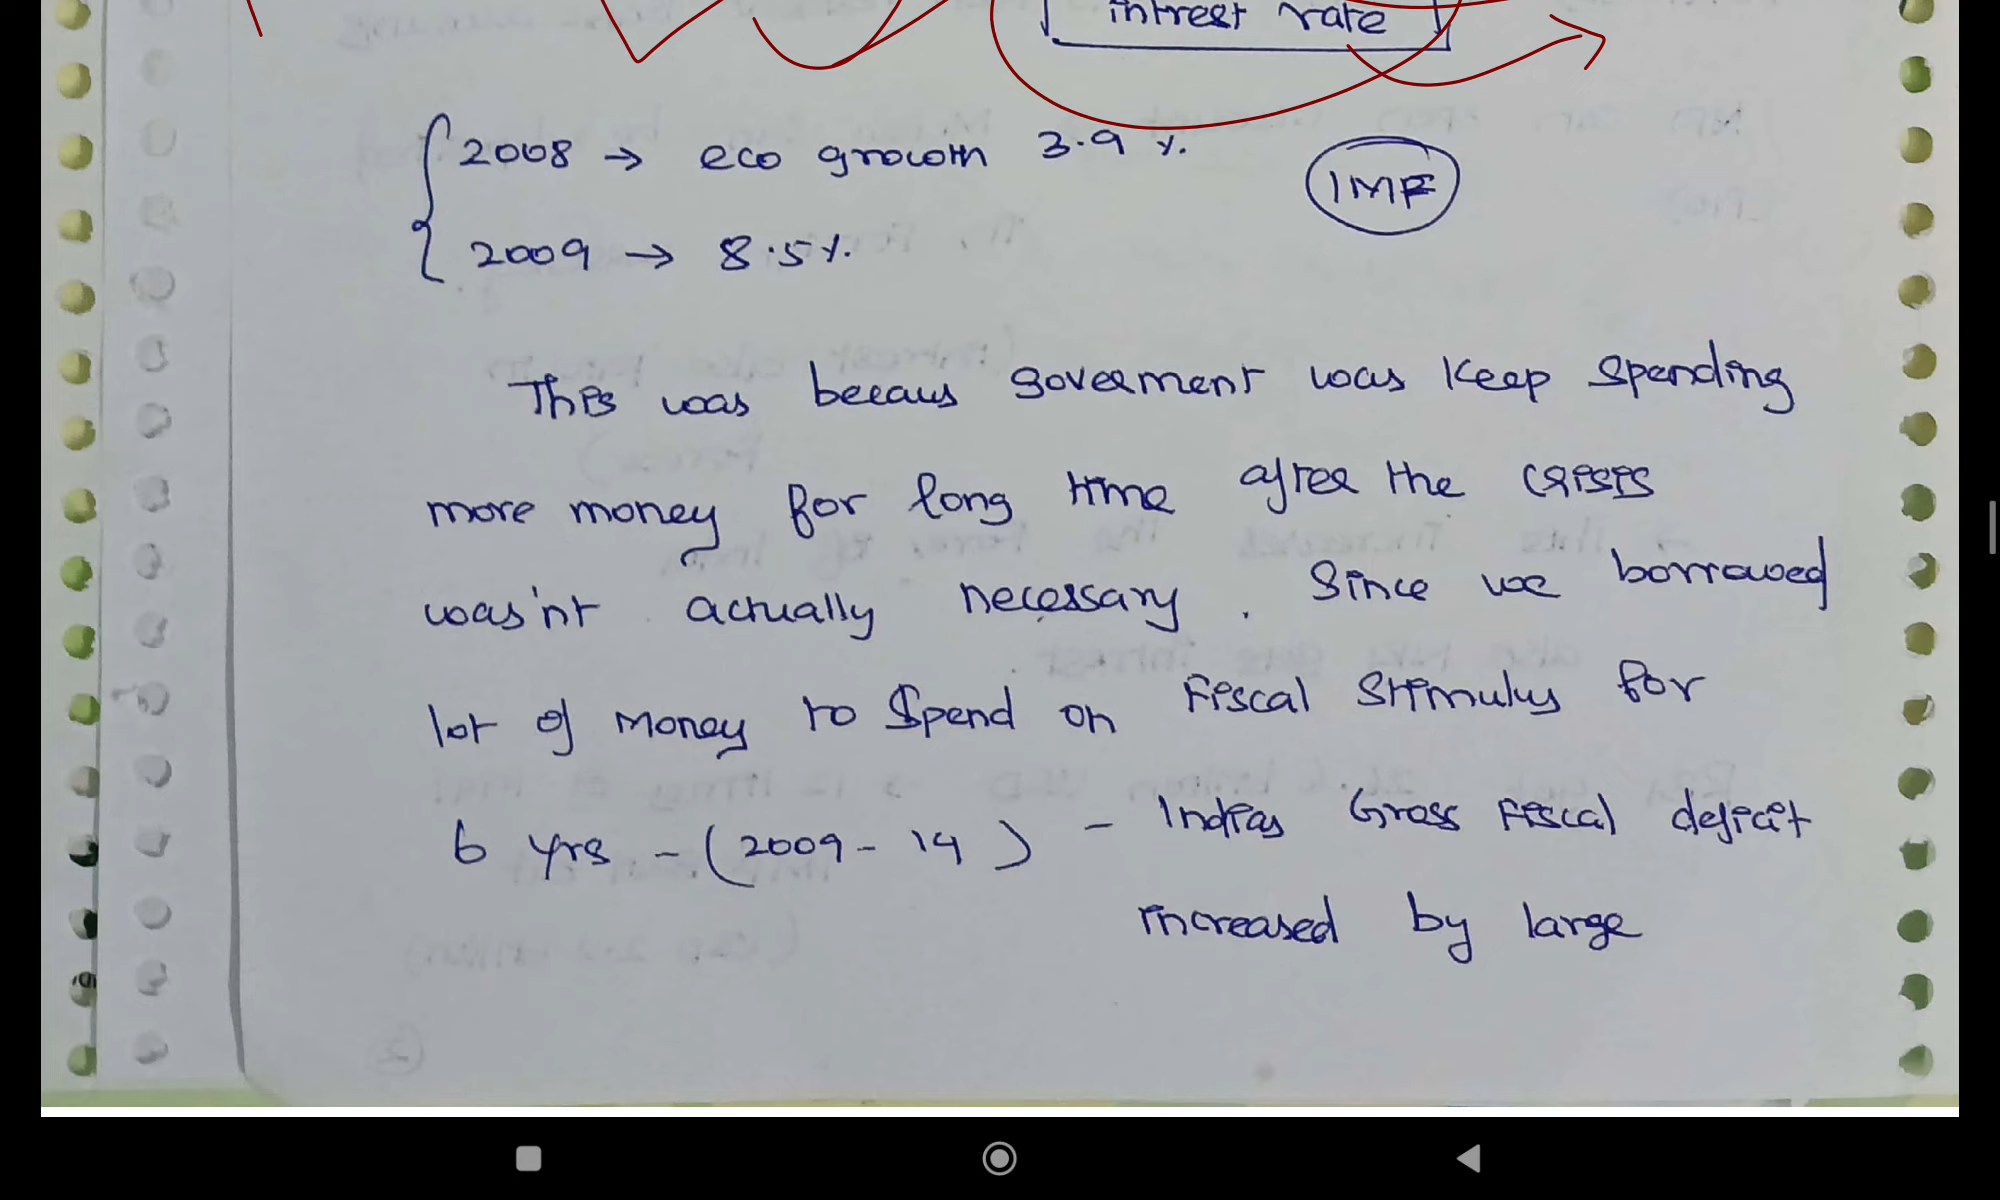 intrest rate
2008 → eco growth 3.9 %.
IMF
2009 → 8.5%.
This was becaus goverment was keep spending
more money for long time after the crisis
was'nt actually necessary. Since we borrowed
lot of money to spend on fiscal stimulus for
6 yrs - (2009 - 14) - Indias Gross fiscal deficit
increased by large